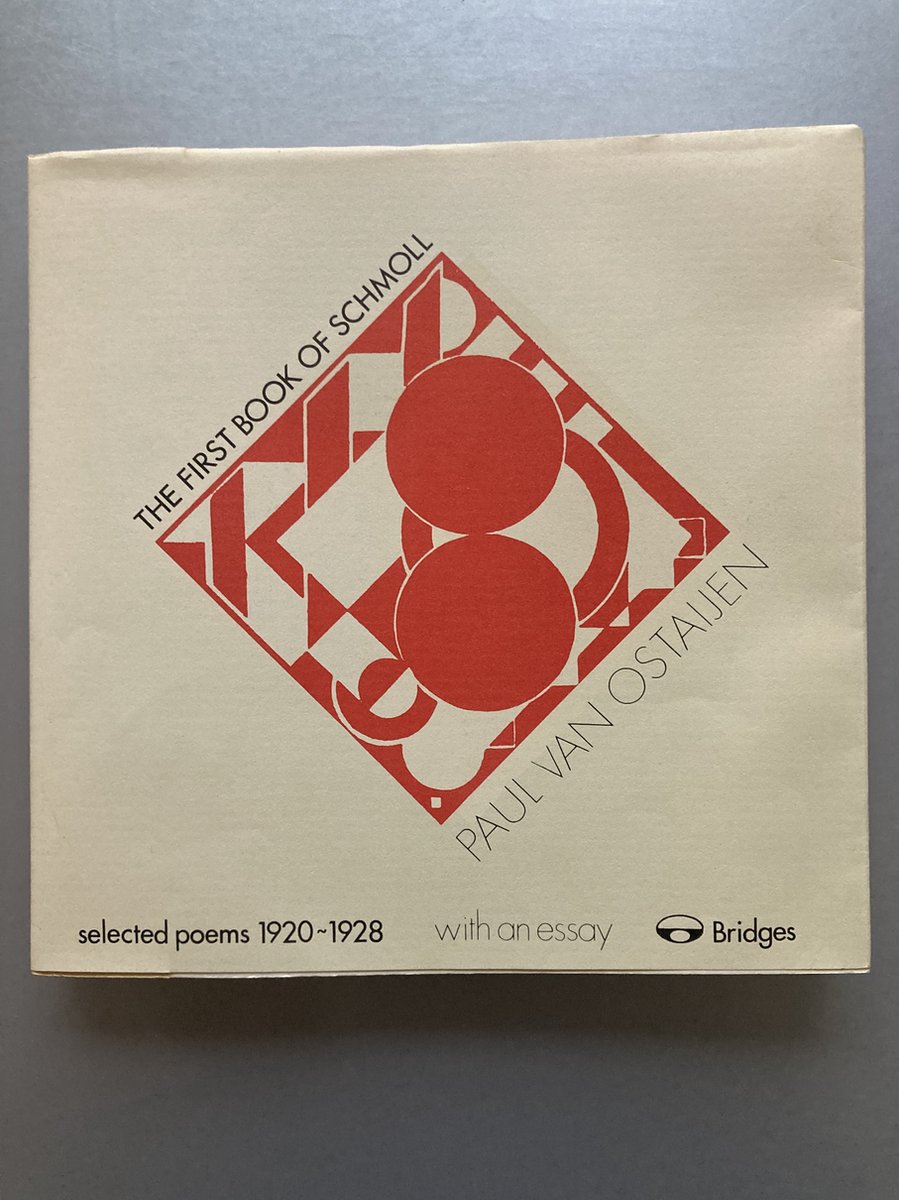 THE FIRST BOOK OF SCHMOLL
PAUL VAN OSTAIJEN
selected poems 1920~1928
with an essay
Bridges